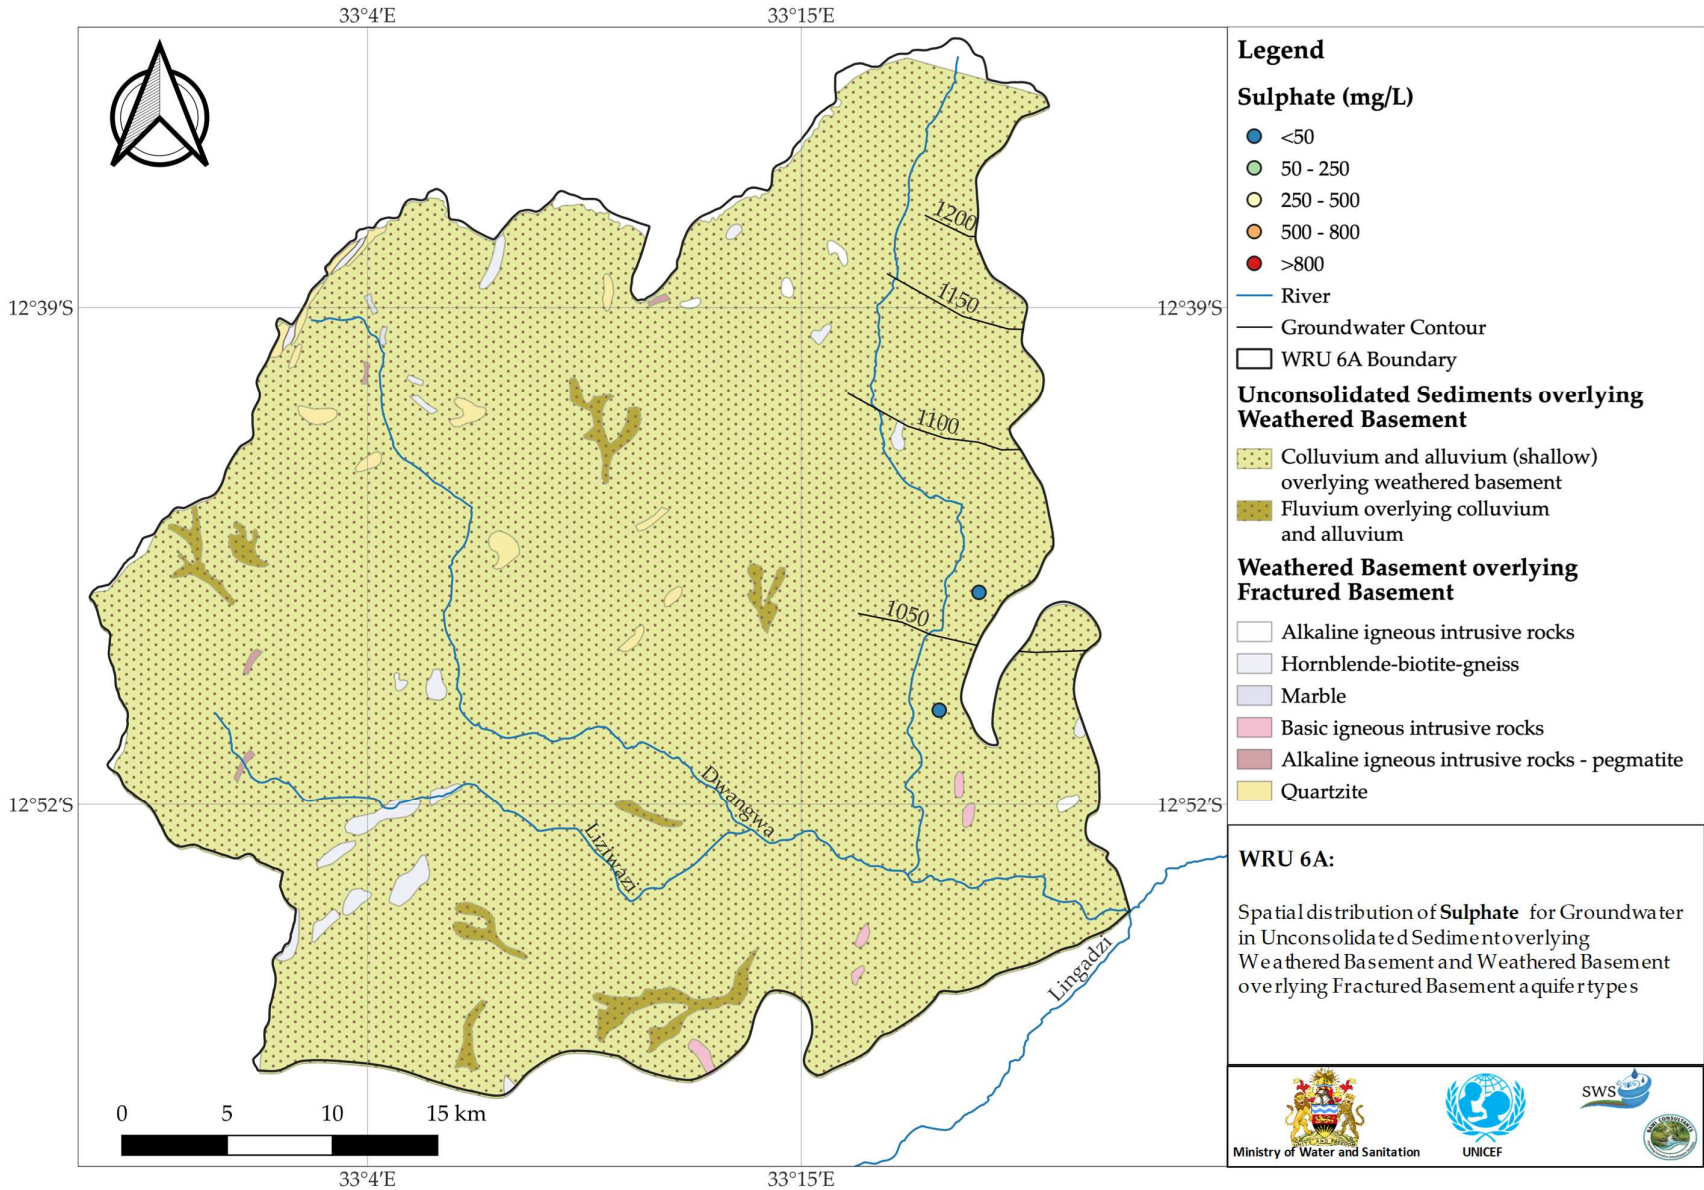 33°4′E
33°15′E
12°39′S
12°39′S
12°52′S
12°52′S
33°4′E
33°15′E
1200
1150
1100
1050
Dwangwa
Liziwazi
Lingadzi
0 5 10 15 km
Legend
Sulphate (mg/L)
<50
50 - 250
250 - 500
500 - 800
>800
River
Groundwater Contour
WRU 6A Boundary
Unconsolidated Sediments overlying
Weathered Basement
Colluvium and alluvium (shallow)
overlying weathered basement
Fluvium overlying colluvium
and alluvium
Weathered Basement overlying
Fractured Basement
Alkaline igneous intrusive rocks
Hornblende-biotite-gneiss
Marble
Basic igneous intrusive rocks
Alkaline igneous intrusive rocks - pegmatite
Quartzite
WRU 6A:
Spatial distribution of Sulphate for Groundwater
in Unconsolidated Sediment overlying
Weathered Basement and Weathered Basement
overlying Fractured Basement aquifer types
Ministry of Water and Sanitation
UNICEF
SWS